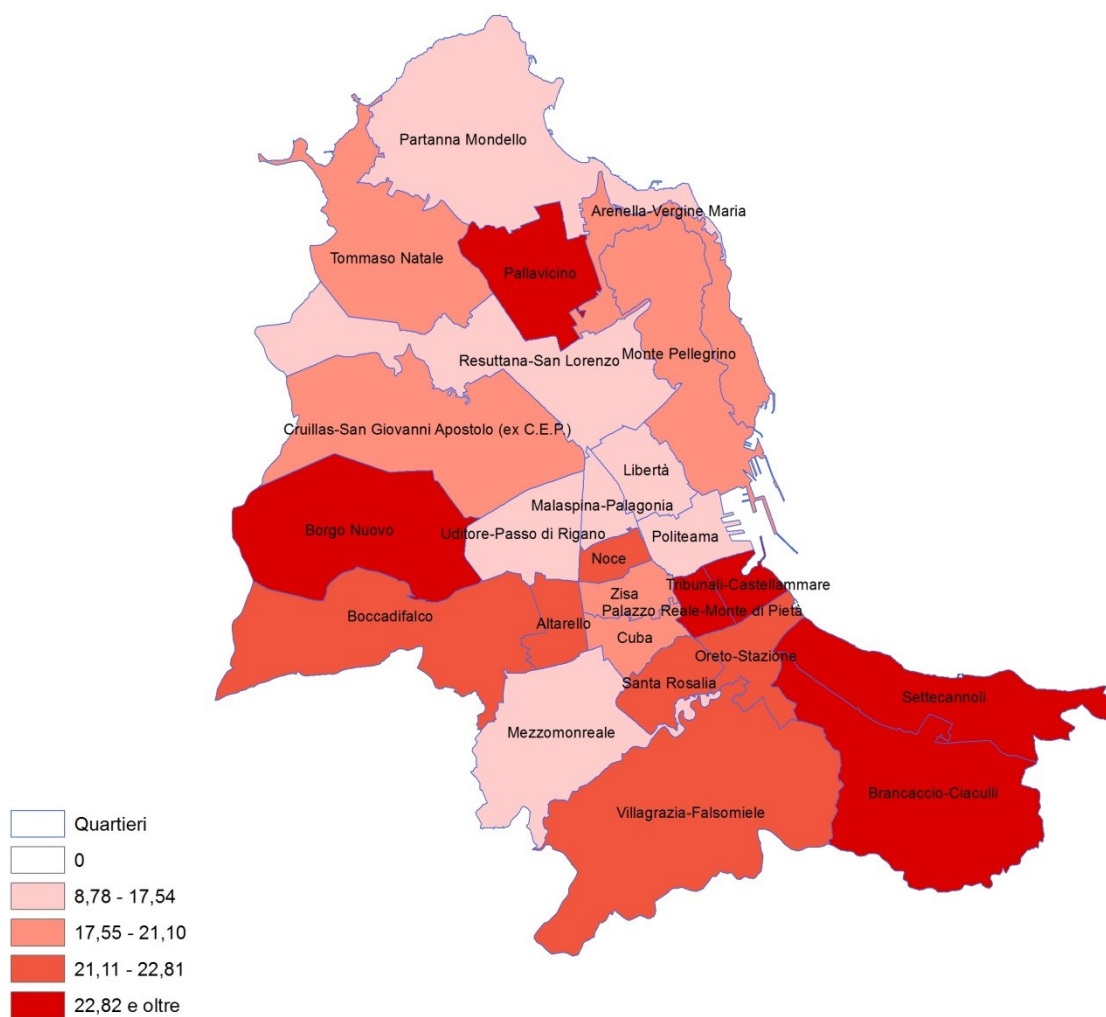 Partanna Mondello
Arenella-Vergine Maria
Tommaso Natale
Pallavicino
Resuttana-San Lorenzo
Monte Pellegrino
Cruillas-San Giovanni Apostolo (ex C.E.P.)
Libertà
Malaspina-Palagonia
Borgo Nuovo
Uditore-Passo di Rigano
Politeama
Noce
Tribunali-Castellammare
Zisa
Palazzo Reale-Monte di Pietà
Boccadifalco
Altarello
Cuba
Oreto-Stazione
Santa Rosalia
Settecannoli
Mezzomonreale
Brancaccio-Ciaculli
Villagrazia-Falsomiele
Quartieri
0
8,78 - 17,54
17,55 - 21,10
21,11 - 22,81
22,82 e oltre